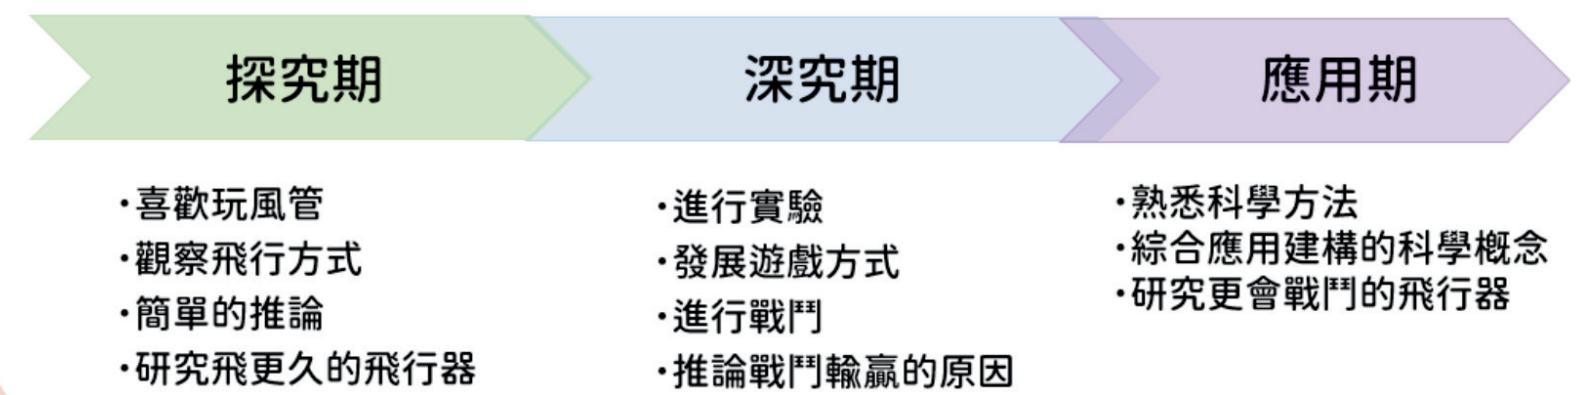 探究期
·喜歡玩風管
·觀察飛行方式
·簡單的推論
·研究飛更久的飛行器
深究期
·進行實驗
·發展遊戲方式
·進行戰鬥
·推論戰鬥輸贏的原因
應用期
·熟悉科學方法
·綜合應用建構的科學概念
·研究更會戰鬥的飛行器